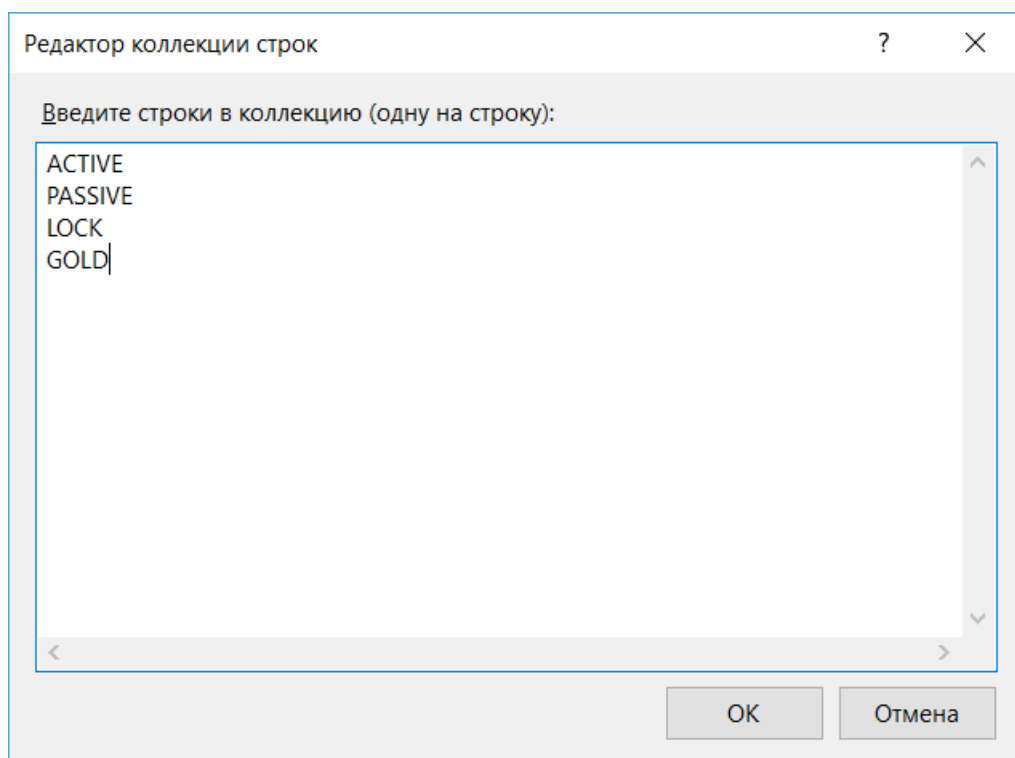 Редактор коллекции строк ?
Введите строки в коллекцию (одну на строку):
ACTIVE
PASSIVE
LOCK
GOLD
OK Отмена